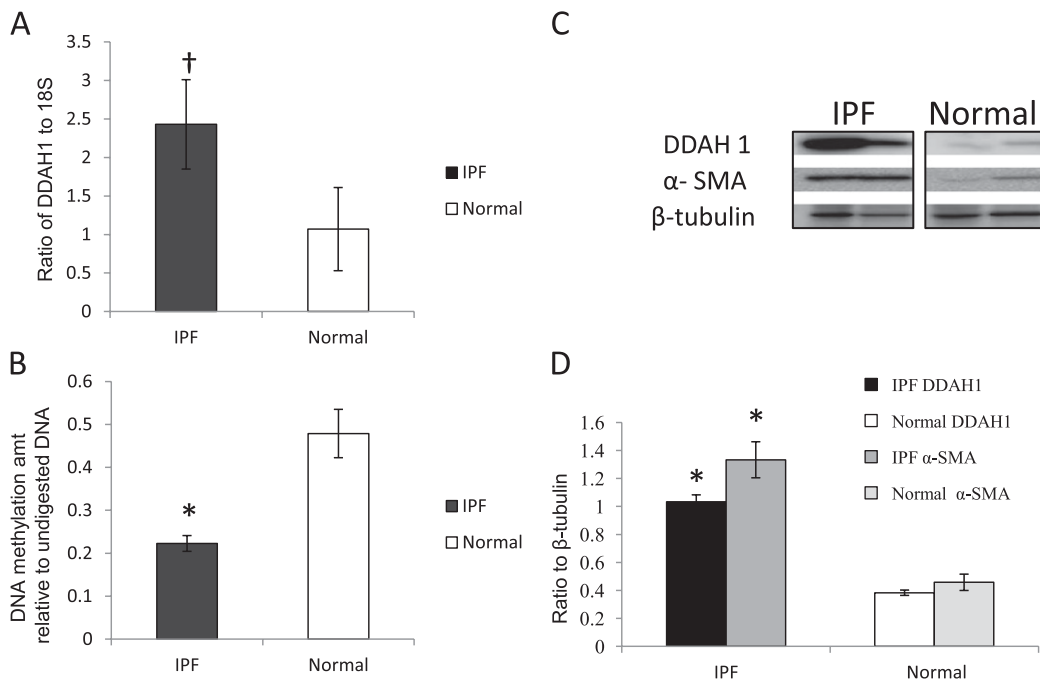 A
Ratio of DDAH1 to 18S
3.5
3
2.5
2
1.5
1
0.5
0
†
IPF
Normal
IPF
Normal
B
DNA methylation amt
relative to undigested DNA
0.6
0.5
0.4
0.3
0.2
0.1
0
*
IPF
Normal
IPF
Normal
C
IPF Normal
DDAH 1
α- SMA
β-tubulin
D
Ratio to β-tubulin
1.6
1.4
1.2
1
0.8
0.6
0.4
0.2
0
*
*
IPF
Normal
IPF DDAH1
Normal DDAH1
IPF α-SMA
Normal α-SMA